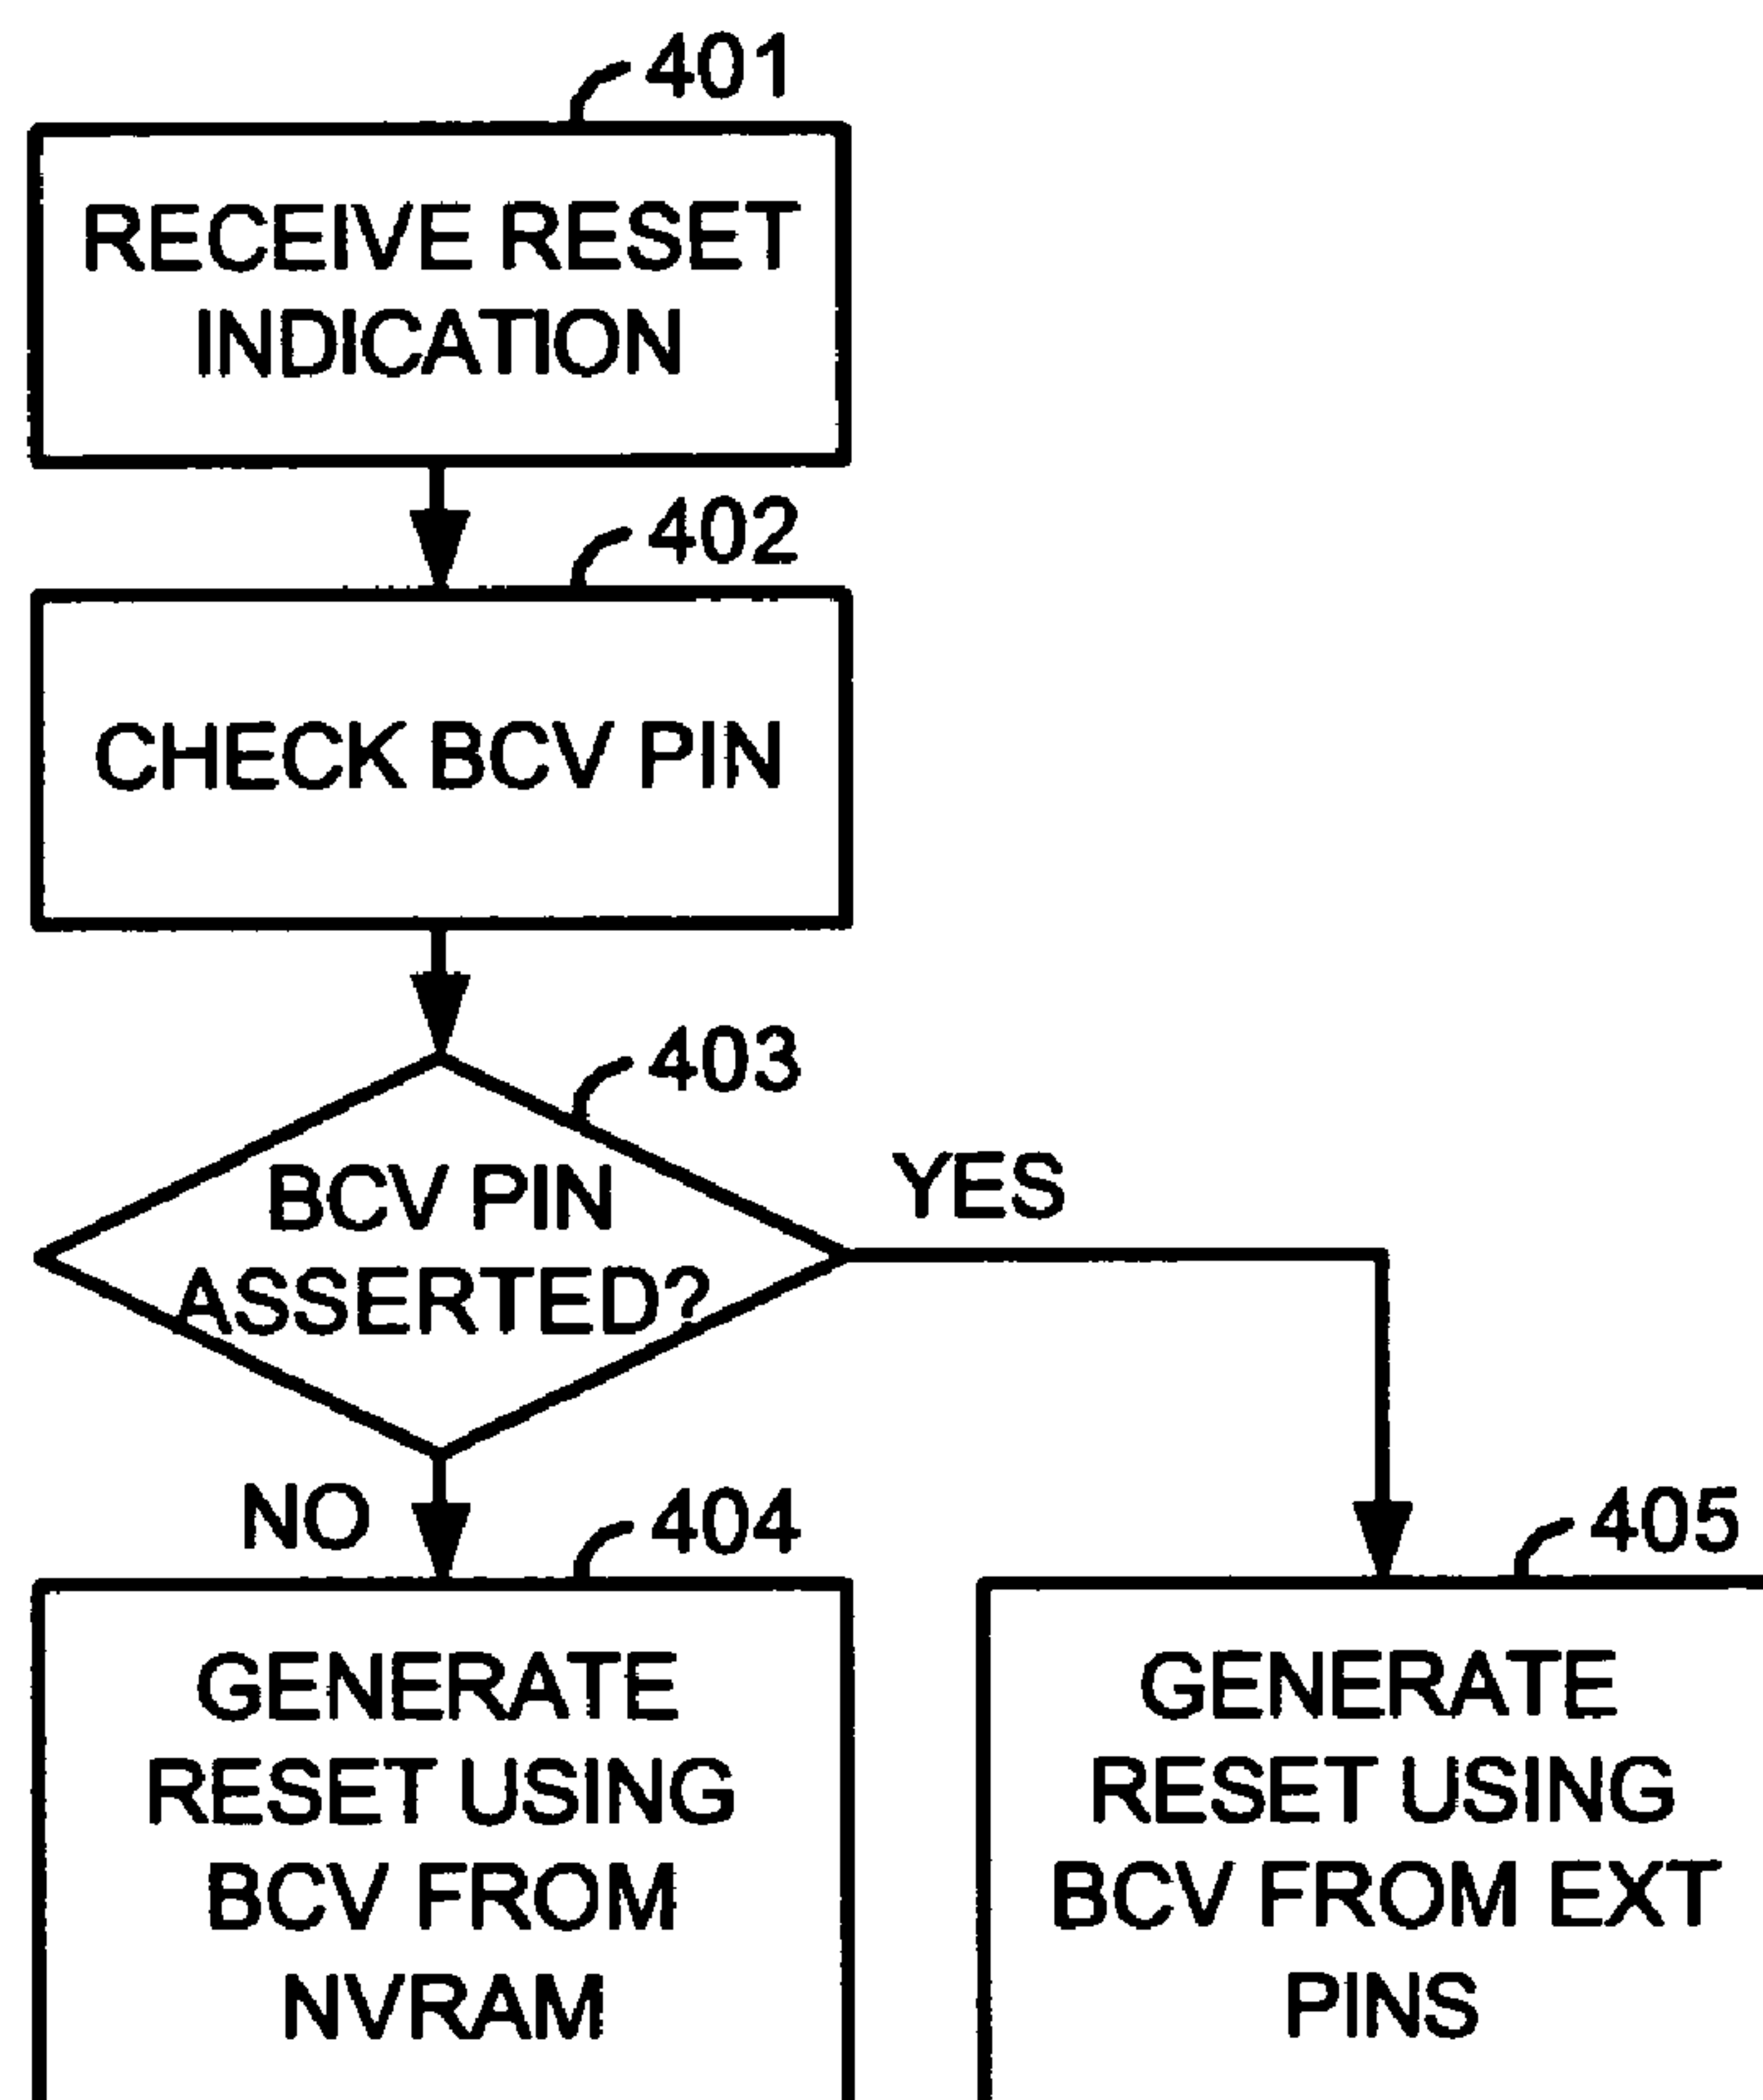 401
RECEIVE RESET
INDICATION
402
CHECK BCV PIN
403
BCV PIN
ASSERTED?
YES
NO
404
GENERATE
RESET USING
BCV FROM
NVRAM
405
GENERATE
RESET USING
BCV FROM EXT
PINS